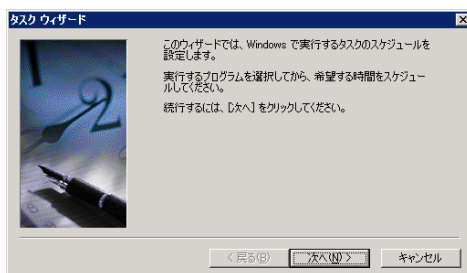 タスク ウィザード
このウィザードでは、Windows で実行するタスクのスケジュールを
設定します。
実行するプログラムを選択してから、希望する時間をスケジュー
ルしてください。
続行するには、[次へ] をクリックしてください。
< 戻る(B)
次へ(N) >
キャンセル